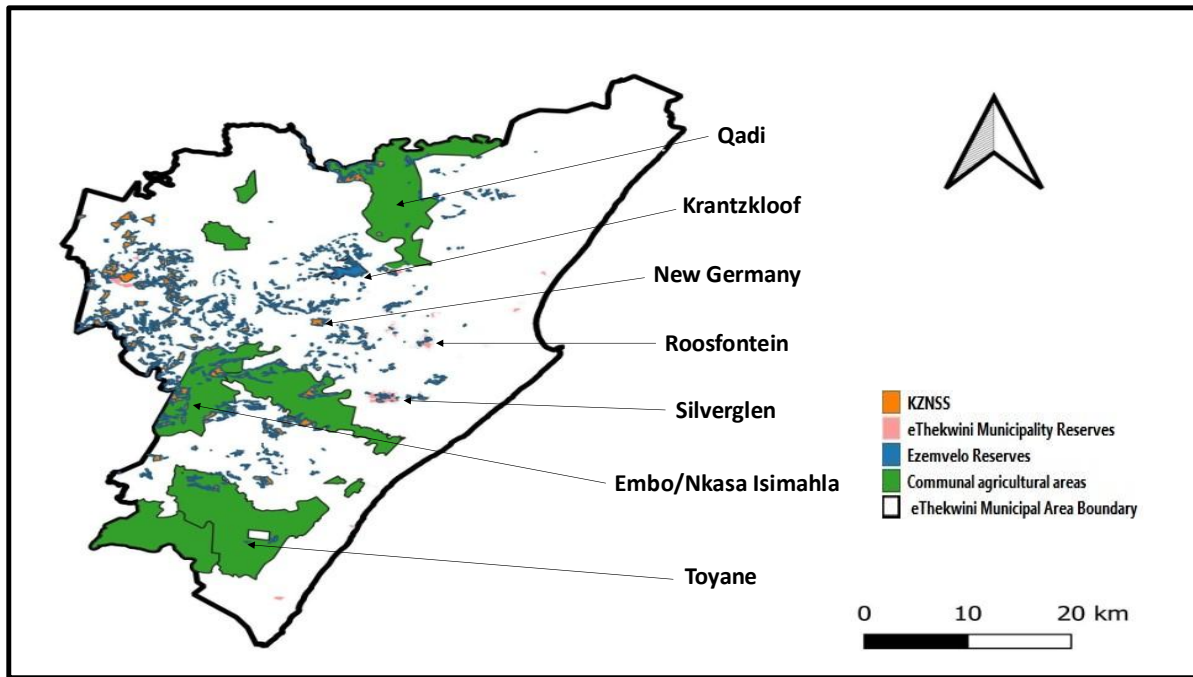 Qadi
Krantzkloof
New Germany
Roosfontein
Silverglen
Embo/Nkasa Isimahla
Toyane
KZNSS
eThekwini Municipality Reserves
Ezemvelo Reserves
Communal agricultural areas
eThekwini Municipal Area Boundary
0 10 20 km